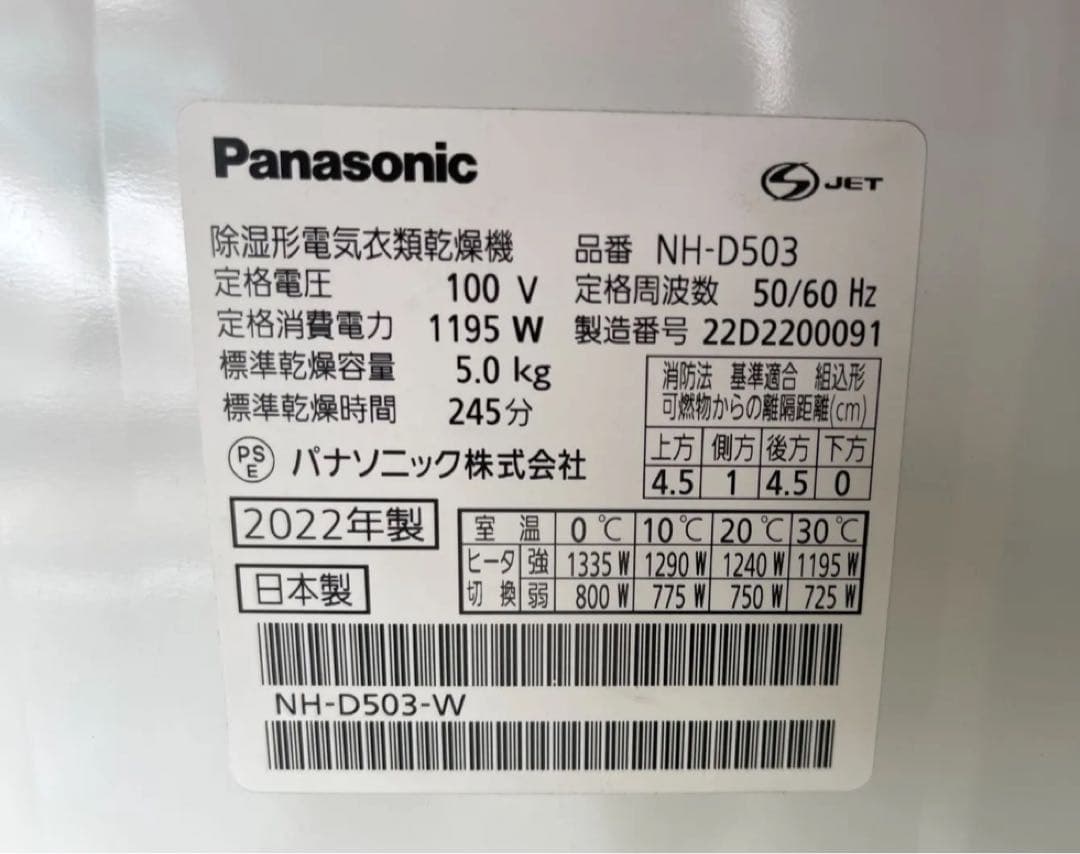 Panasonic
JET
除湿形電気衣類乾燥機 品番 NH-D503
定格電圧 100 V 定格周波数 50/60 Hz
定格消費電力 1195 W 製造番号 22D2200091
標準乾燥容量 5.0 kg
標準乾燥時間 245分
消防法 基準適合 組込形
可燃物からの離隔距離(cm)
上方 側方 後方 下方
4.5 1 4.5 0
PS
E
パナソニック株式会社
2022年製
日本製
室温 0℃ 10℃ 20℃ 30℃
ヒータ 強 1335 W 1290 W 1240 W 1195 W
切換 弱 800 W 775 W 750 W 725 W
NH-D503-W